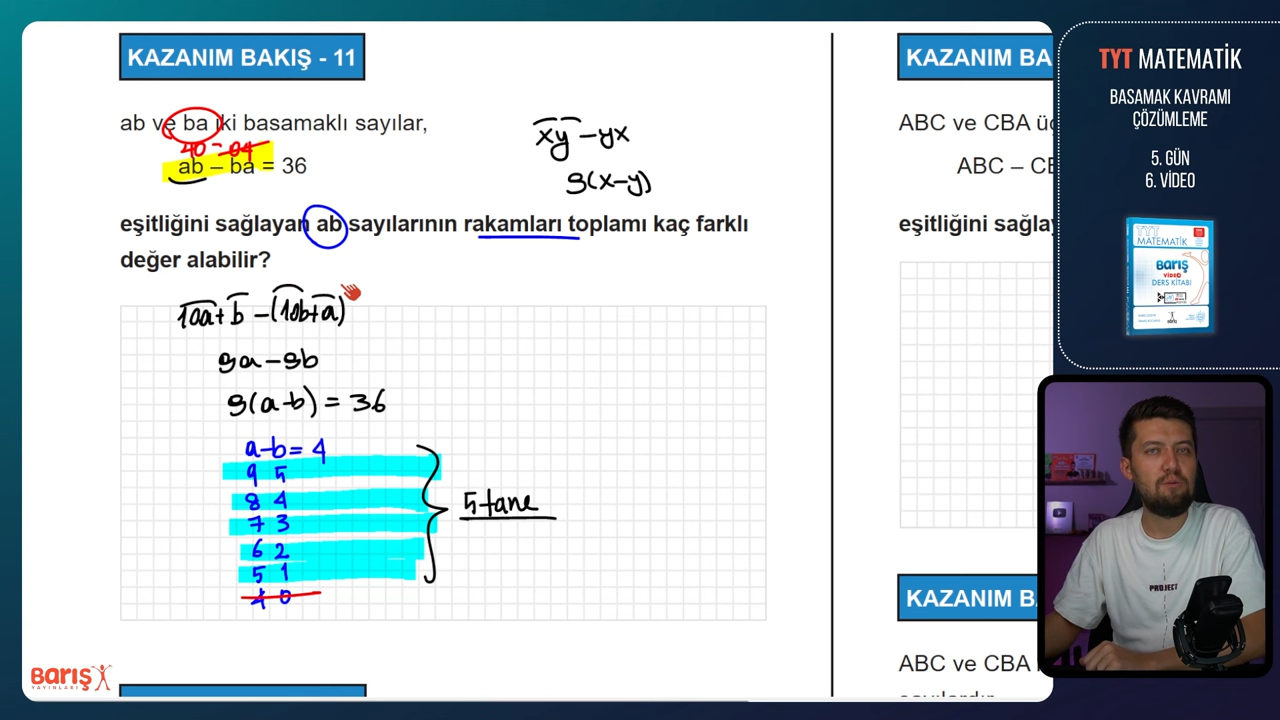 KAZANIM BAKIŞ - 11
ab ve ba iki basamaklı sayılar,
40 - 04
ab – ba = 36
xy - yx
9(x-y)
eşitliğini sağlayan ab sayılarının rakamları toplamı kaç farklı
değer alabilir?
10a+b - (10b+a)
9a-9b
9(a-b) = 36
a-b= 4
9 5
8 4
7 3
6 2
5 1
4 0
5 tane
BARIŞ
YAYINLARI
KAZANIM BA
ABC ve CBA üç
ABC – CB
eşitliğini sağla
KAZANIM B
ABC ve CBA
TYT MATEMATİK
BASAMAK KAVRAMI
ÇÖZÜMLEME
5. GÜN
6. VİDEO
TYT
MATEMATİK
BARIŞ
VİDEO
DERS KİTABI
PROJECT